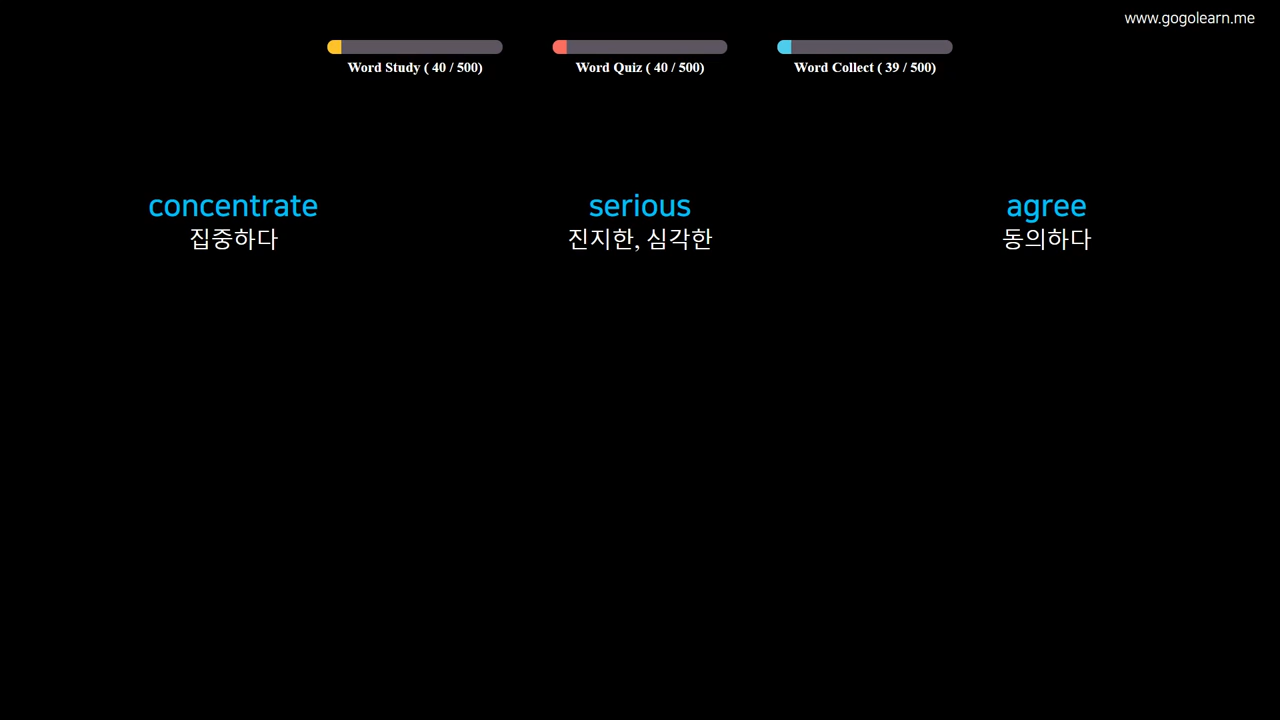 www.gogolearn.me
Word Study ( 40 / 500)
Word Quiz ( 40 / 500)
Word Collect ( 39 / 500)
concentrate
집중하다
serious
진지한, 심각한
agree
동의하다